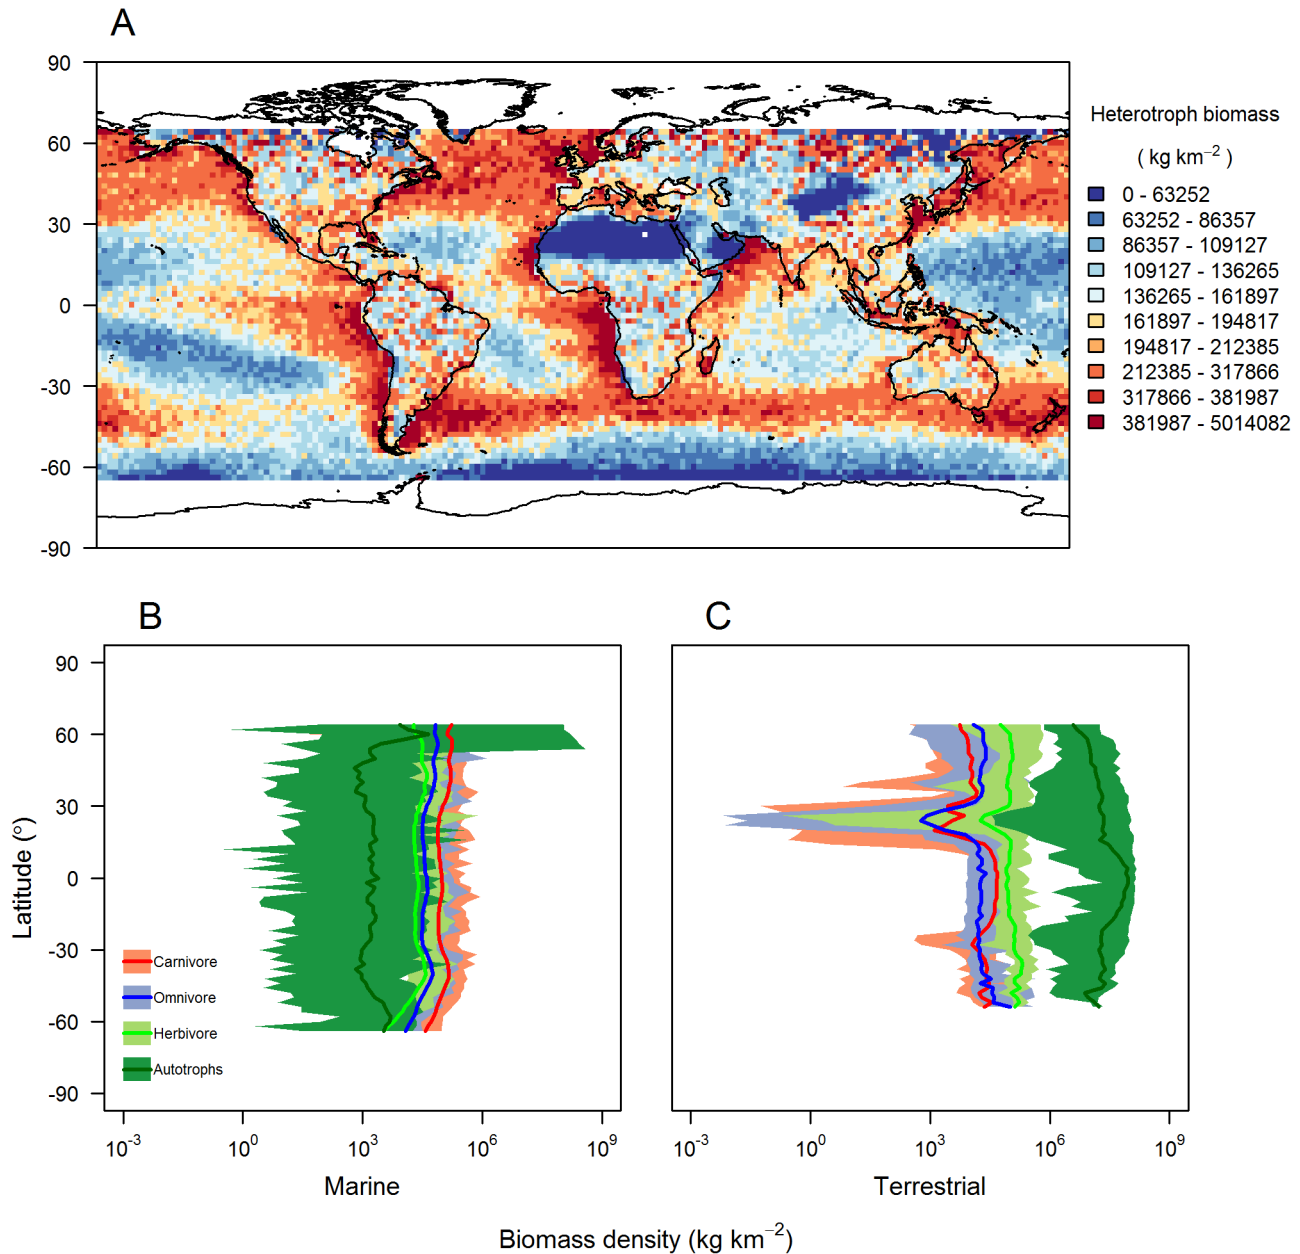 A
90
60
30
0
-30
-60
-90
Heterotroph biomass
( kg km−2 )
0 - 63252
63252 - 86357
86357 - 109127
109127 - 136265
136265 - 161897
161897 - 194817
194817 - 212385
212385 - 317866
317866 - 381987
381987 - 5014082
B
C
Latitude (°)
90
60
30
0
-30
-60
-90
Carnivore
Omnivore
Herbivore
Autotrophs
10−3 100 103 106 109
10−3 100 103 106 109
Marine
Terrestrial
Biomass density (kg km−2)